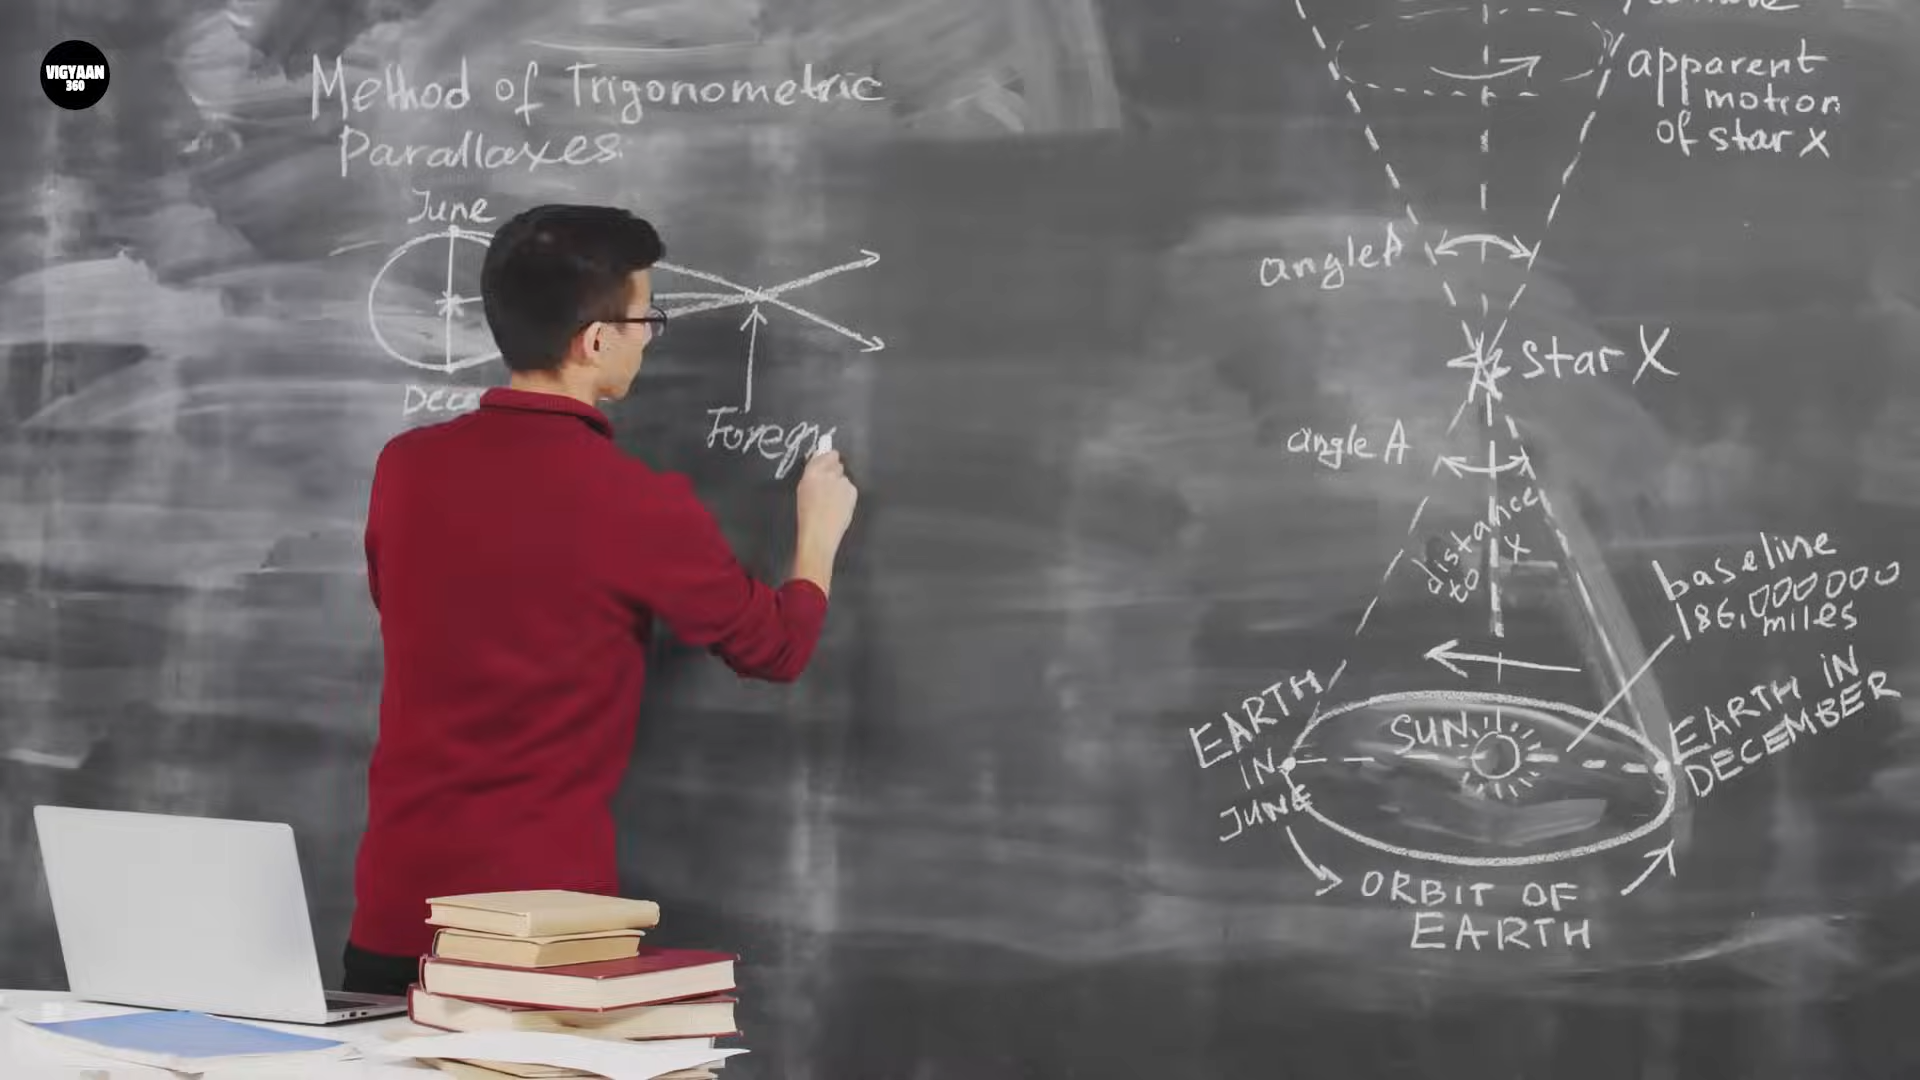 VIGYAAN
360
Method of Trigonometric
Parallaxes
June
Foreg
apparent
motion
of star X
angle A
star X
angle A
distance
to X
baseline
186,000000
miles
EARTH
IN
JUNE
SUN
EARTH IN
DECEMBER
ORBIT OF
EARTH